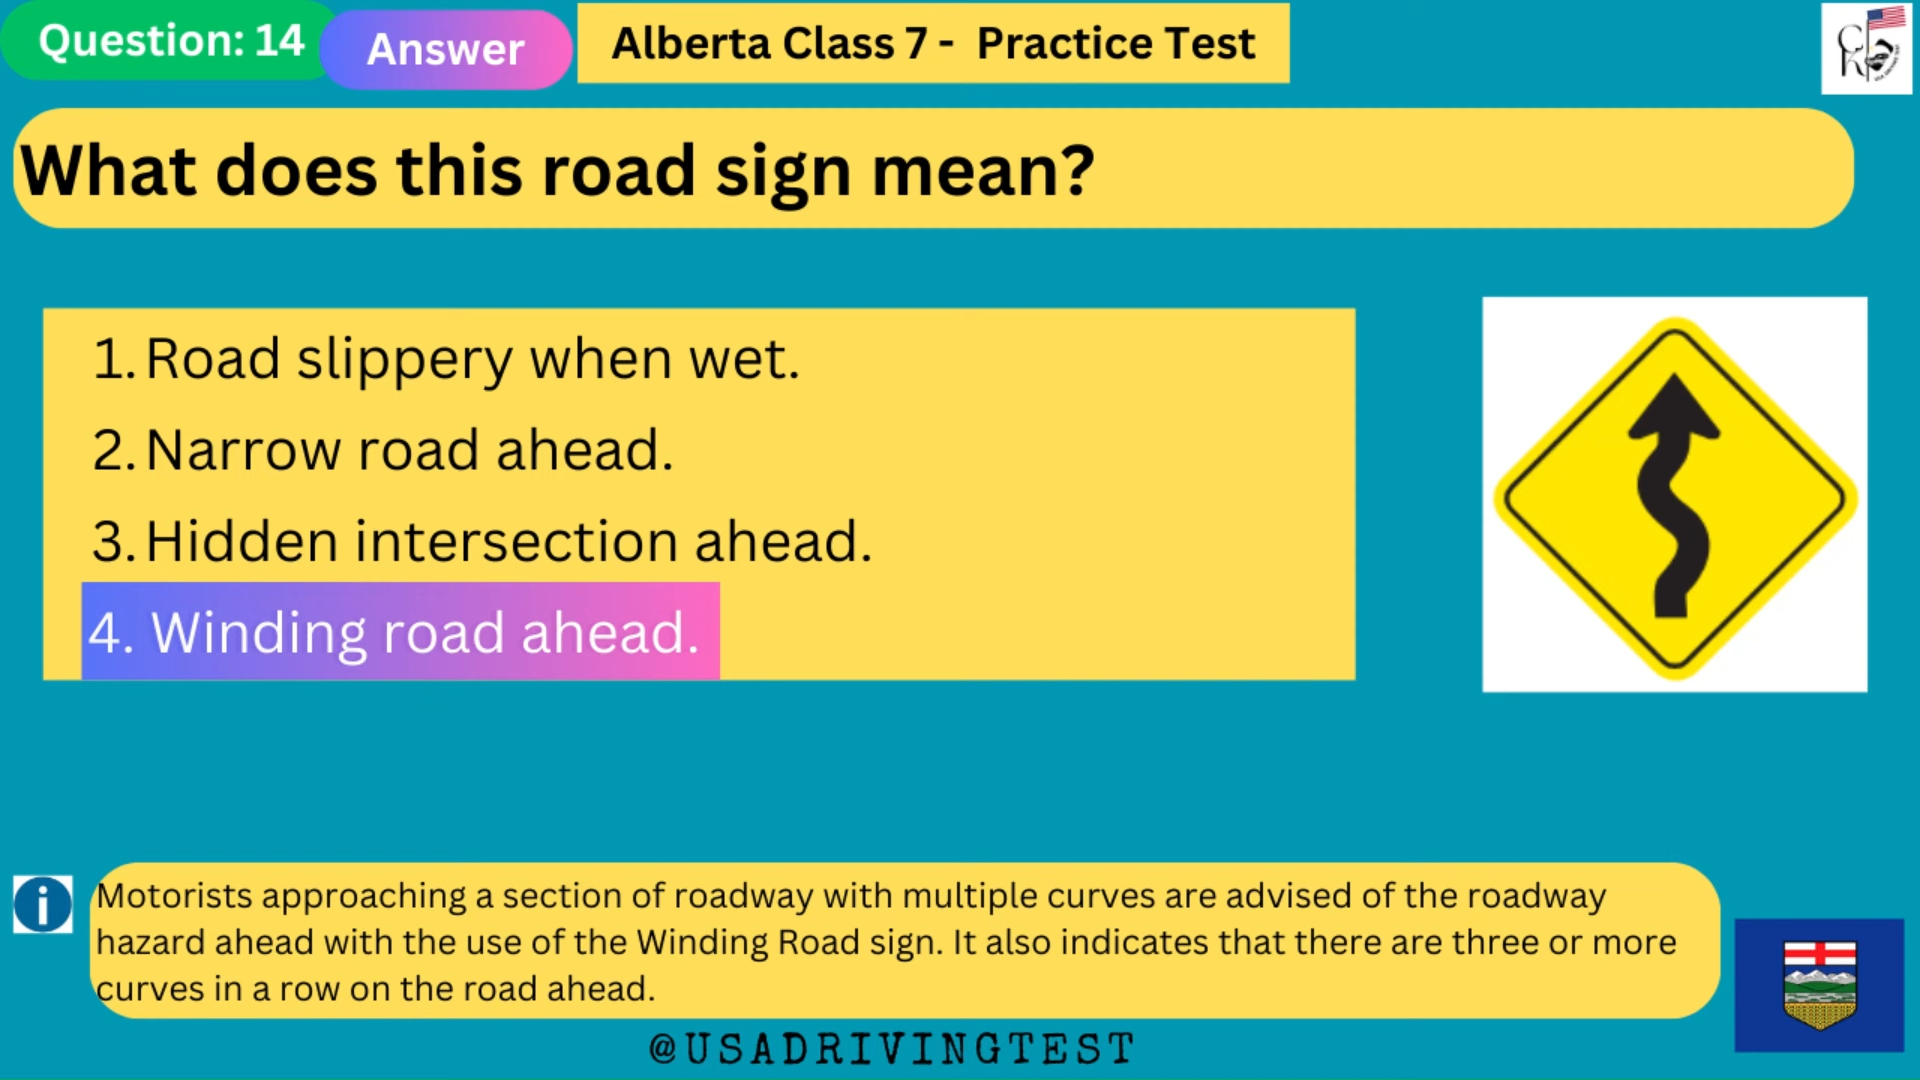 Question: 14
Answer
Alberta Class 7 - Practice Test
What does this road sign mean?
1. Road slippery when wet.
2. Narrow road ahead.
3. Hidden intersection ahead.
4. Winding road ahead.
i
Motorists approaching a section of roadway with multiple curves are advised of the roadway
hazard ahead with the use of the Winding Road sign. It also indicates that there are three or more
curves in a row on the road ahead.
@USADRIVINGTEST